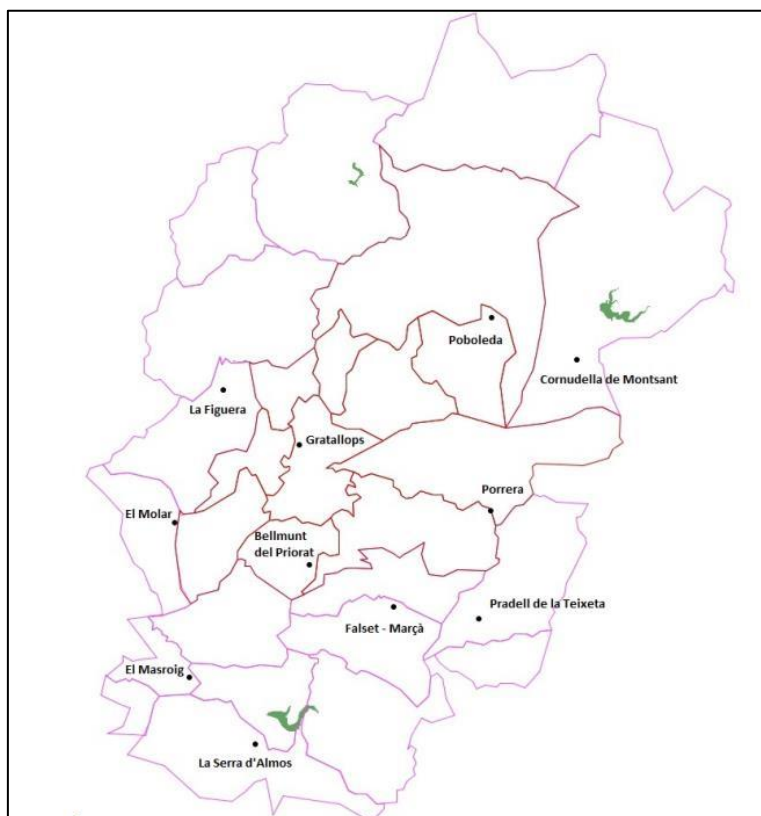 Poboleda
Cornudella de Montsant
La Figuera
Gratallops
Porrera
El Molar
Bellmunt
del Priorat
Pradell de la Teixeta
Falset - Marçà
El Masroig
La Serra d'Almos